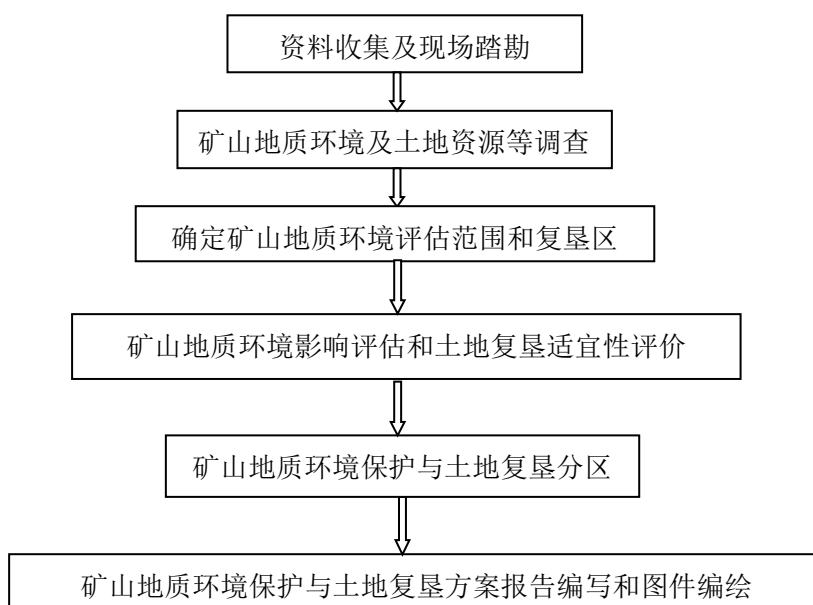 资料收集及现场踏勘
矿山地质环境及土地资源等调查
确定矿山地质环境评估范围和复垦区
矿山地质环境影响评估和土地复垦适宜性评价
矿山地质环境保护与土地复垦分区
矿山地质环境保护与土地复垦方案报告编写和图件编绘